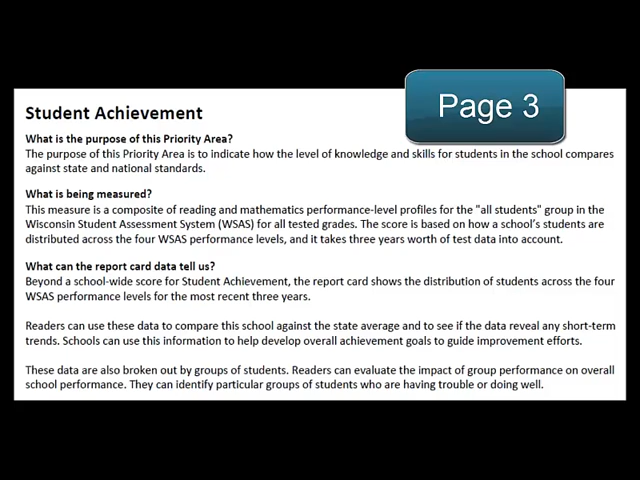 Page 3
Student Achievement
What is the purpose of this Priority Area?
The purpose of this Priority Area is to indicate how the level of knowledge and skills for students in the school compares
against state and national standards.
What is being measured?
This measure is a composite of reading and mathematics performance-level profiles for the "all students" group in the
Wisconsin Student Assessment System (WSAS) for all tested grades. The score is based on how a school's students are
distributed across the four WSAS performance levels, and it takes three years worth of test data into account.
What can the report card data tell us?
Beyond a school-wide score for Student Achievement, the report card shows the distribution of students across the four
WSAS performance levels for the most recent three years.
Readers can use these data to compare this school against the state average and to see if the data reveal any short-term
trends. Schools can use this information to help develop overall achievement goals to guide improvement efforts.
These data are also broken out by groups of students. Readers can evaluate the impact of group performance on overall
school performance. They can identify particular groups of students who are having trouble or doing well.